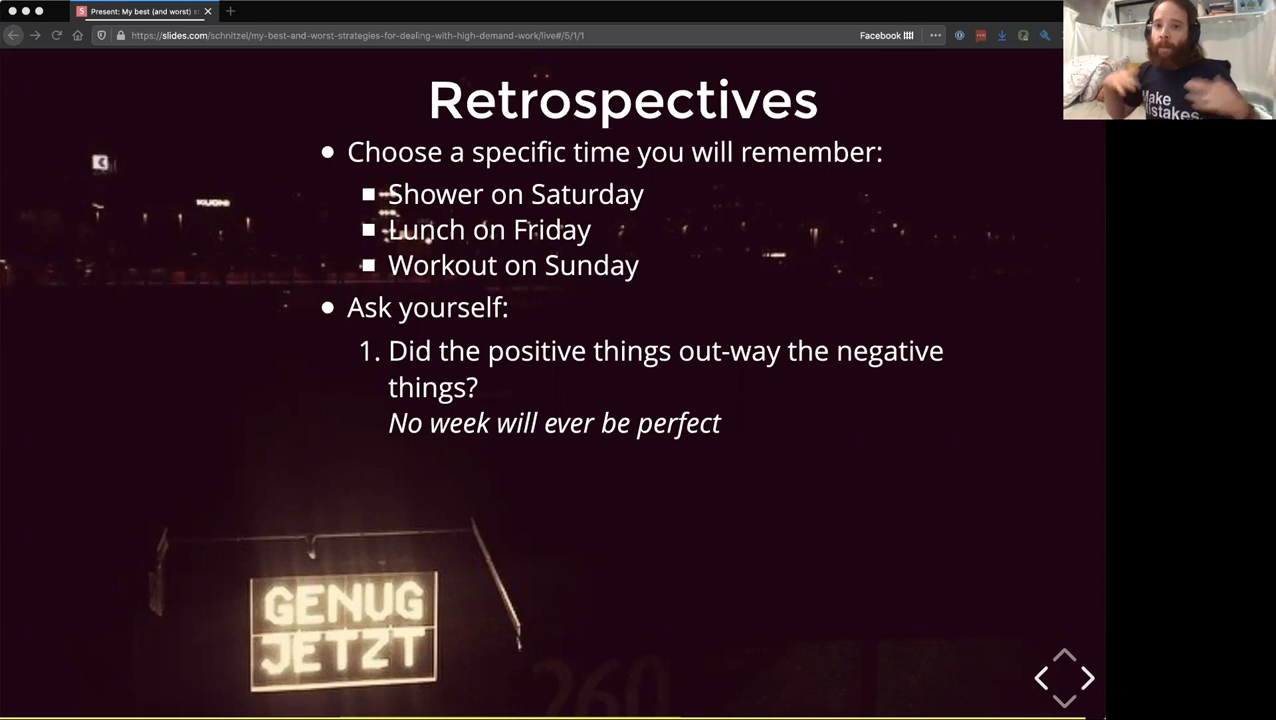 Present: My best (and worst)
https://slides.com/schnitzel/my-best-and-worst-strategies-for-dealing-with-high-demand-work/live#/5/1/1
Facebook
Make
Mistakes.
Retrospectives
Choose a specific time you will remember:
Shower on Saturday
Lunch on Friday
Workout on Sunday
Ask yourself:
1. Did the positive things out-way the negative
things?
No week will ever be perfect
GENUG
JETZT
260